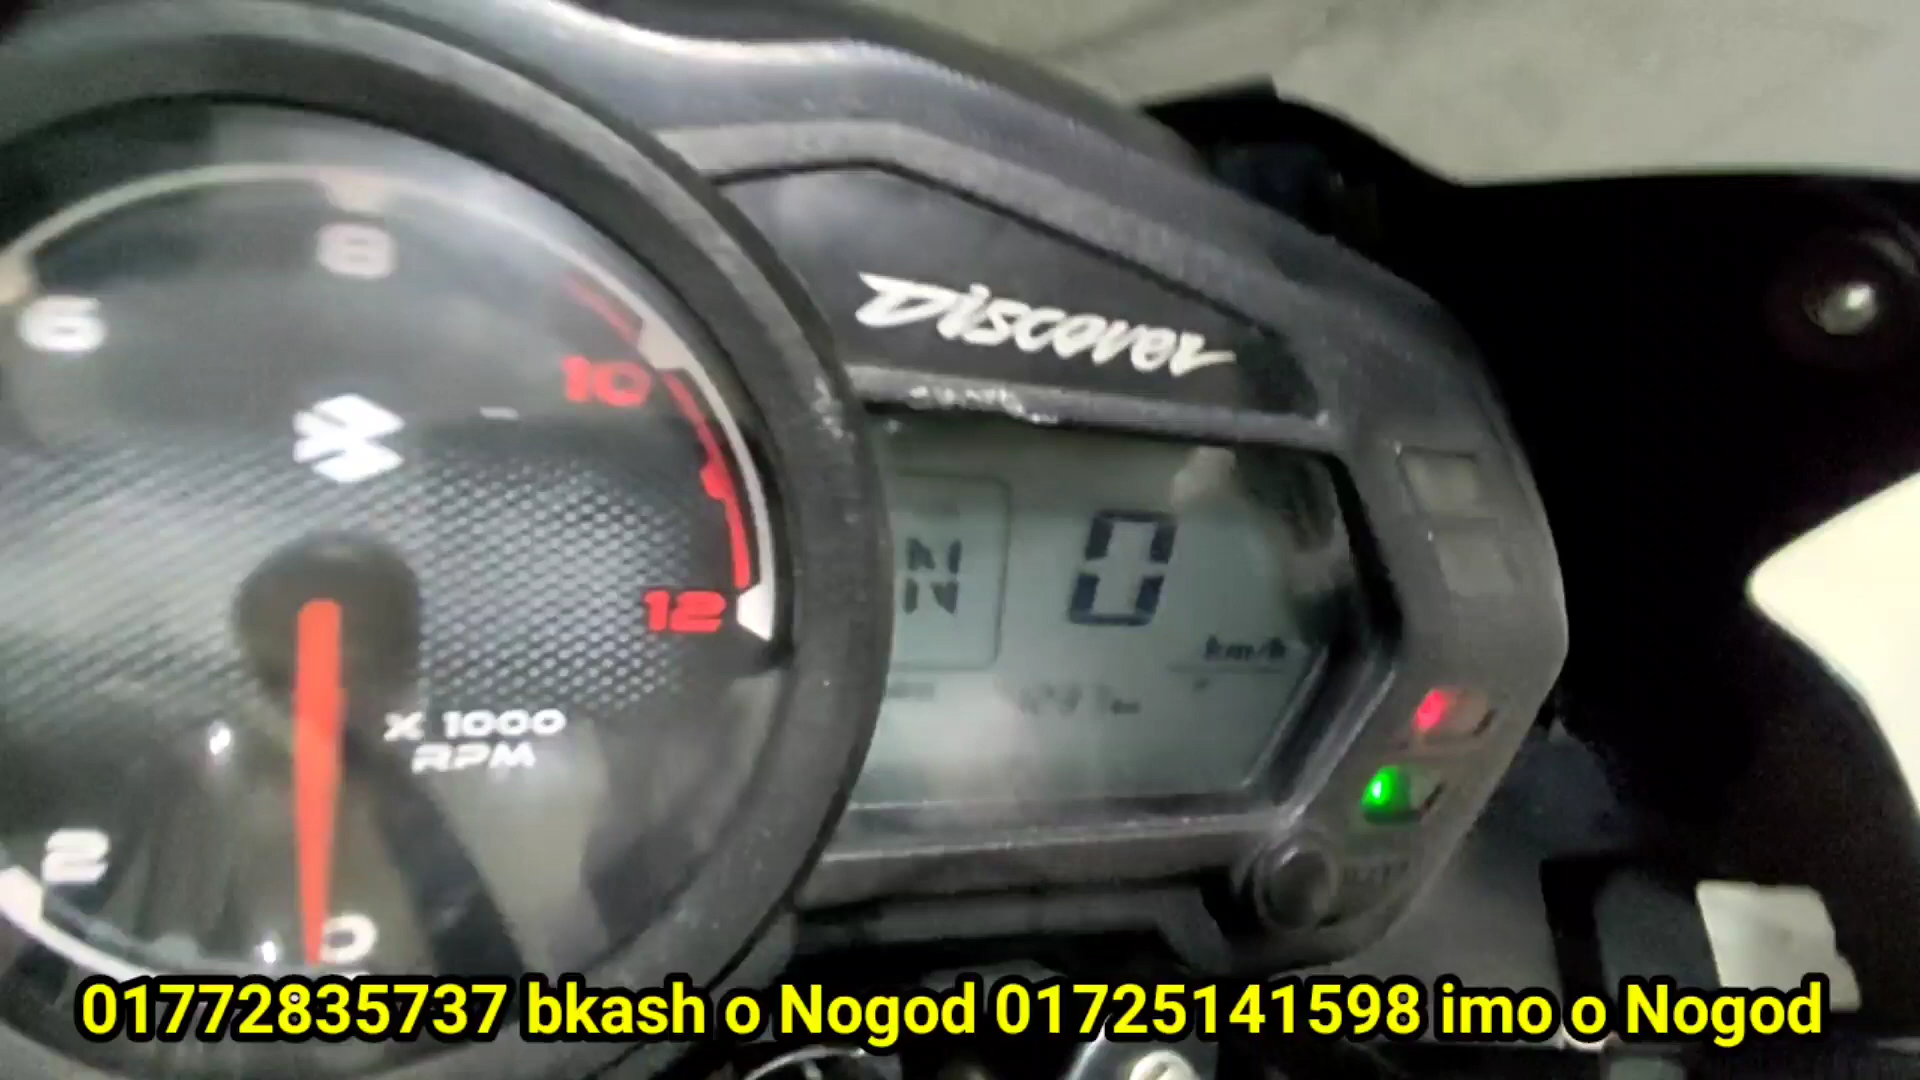 6
8
10
12
Discover
N
0
km/h
X 1000
RPM
2
0
01772835737 bkash o Nogod 01725141598 imo o Nogod